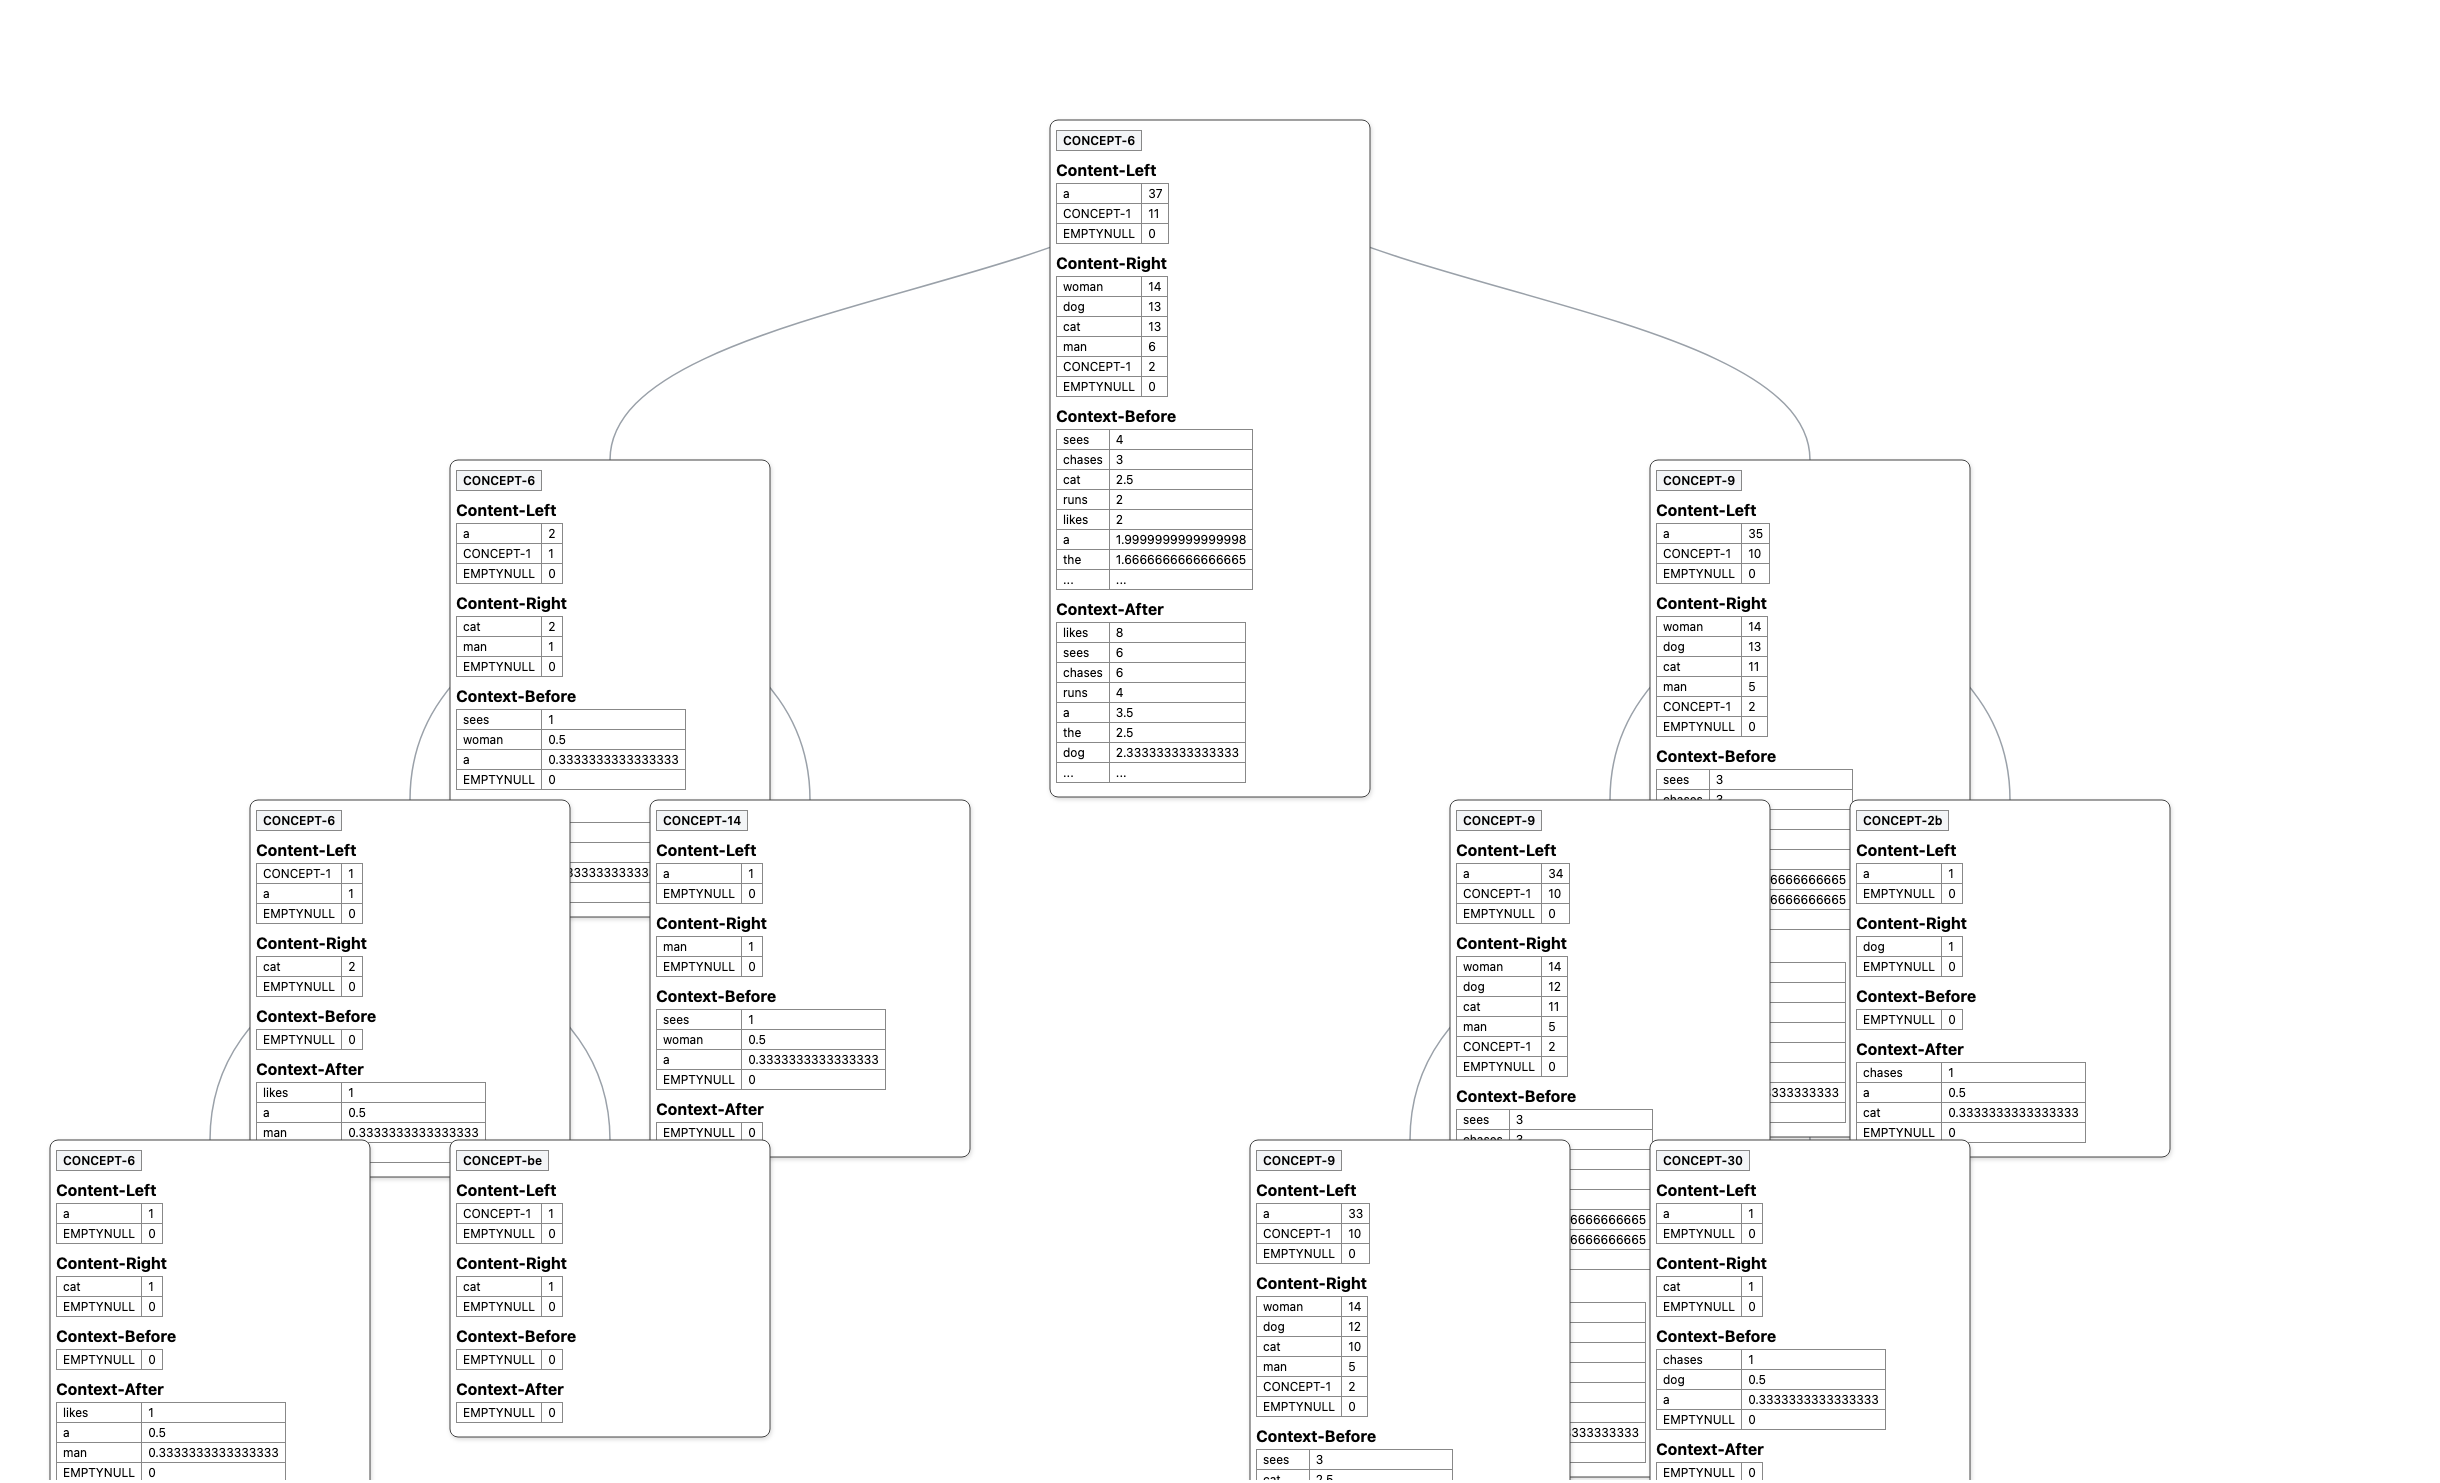 CONCEPT-6
Content-Left
a 37
CONCEPT-1 11
EMPTYNULL 0
Content-Right
woman 14
dog 13
cat 13
man 6
CONCEPT-1 2
EMPTYNULL 0
Context-Before
sees 4
chases 3
cat 2.5
runs 2
likes 2
a 1.9999999999999998
the 1.6666666666666665
... ...
Context-After
likes 8
sees 6
chases 6
runs 4
a 3.5
the 2.5
dog 2.333333333333333
... ...
CONCEPT-6
Content-Left
a 2
CONCEPT-1 1
EMPTYNULL 0
Content-Right
cat 2
man 1
EMPTYNULL 0
Context-Before
sees 1
woman 0.5
a 0.3333333333333333
EMPTYNULL 0
CONCEPT-9
Content-Left
a 35
CONCEPT-1 10
EMPTYNULL 0
Content-Right
woman 14
dog 13
cat 11
man 5
CONCEPT-1 2
EMPTYNULL 0
Context-Before
sees 3
chases 3
CONCEPT-6
Content-Left
CONCEPT-1 1
a 1
EMPTYNULL 0
Content-Right
cat 2
EMPTYNULL 0
Context-Before
EMPTYNULL 0
Context-After
likes 1
a 0.5
man 0.3333333333333333
CONCEPT-14
Content-Left
a 1
EMPTYNULL 0
Content-Right
man 1
EMPTYNULL 0
Context-Before
sees 1
woman 0.5
a 0.3333333333333333
EMPTYNULL 0
Context-After
EMPTYNULL 0
CONCEPT-9
Content-Left
a 34
CONCEPT-1 10
EMPTYNULL 0
Content-Right
woman 14
dog 12
cat 11
man 5
CONCEPT-1 2
EMPTYNULL 0
Context-Before
sees 3
chases 3
6666666665
6666666665
333333333
CONCEPT-2b
Content-Left
a 1
EMPTYNULL 0
Content-Right
dog 1
EMPTYNULL 0
Context-Before
EMPTYNULL 0
Context-After
chases 1
a 0.5
cat 0.3333333333333333
EMPTYNULL 0
CONCEPT-6
Content-Left
a 1
EMPTYNULL 0
Content-Right
cat 1
EMPTYNULL 0
Context-Before
EMPTYNULL 0
Context-After
likes 1
a 0.5
man 0.3333333333333333
EMPTYNULL 0
CONCEPT-be
Content-Left
CONCEPT-1 1
EMPTYNULL 0
Content-Right
cat 1
EMPTYNULL 0
Context-Before
EMPTYNULL 0
Context-After
EMPTYNULL 0
CONCEPT-9
Content-Left
a 33
CONCEPT-1 10
EMPTYNULL 0
Content-Right
woman 14
dog 12
cat 10
man 5
CONCEPT-1 2
EMPTYNULL 0
Context-Before
sees 3
cat 2.5
6666666665
6666666665
333333333
CONCEPT-30
Content-Left
a 1
EMPTYNULL 0
Content-Right
cat 1
EMPTYNULL 0
Context-Before
chases 1
dog 0.5
a 0.3333333333333333
EMPTYNULL 0
Context-After
EMPTYNULL 0